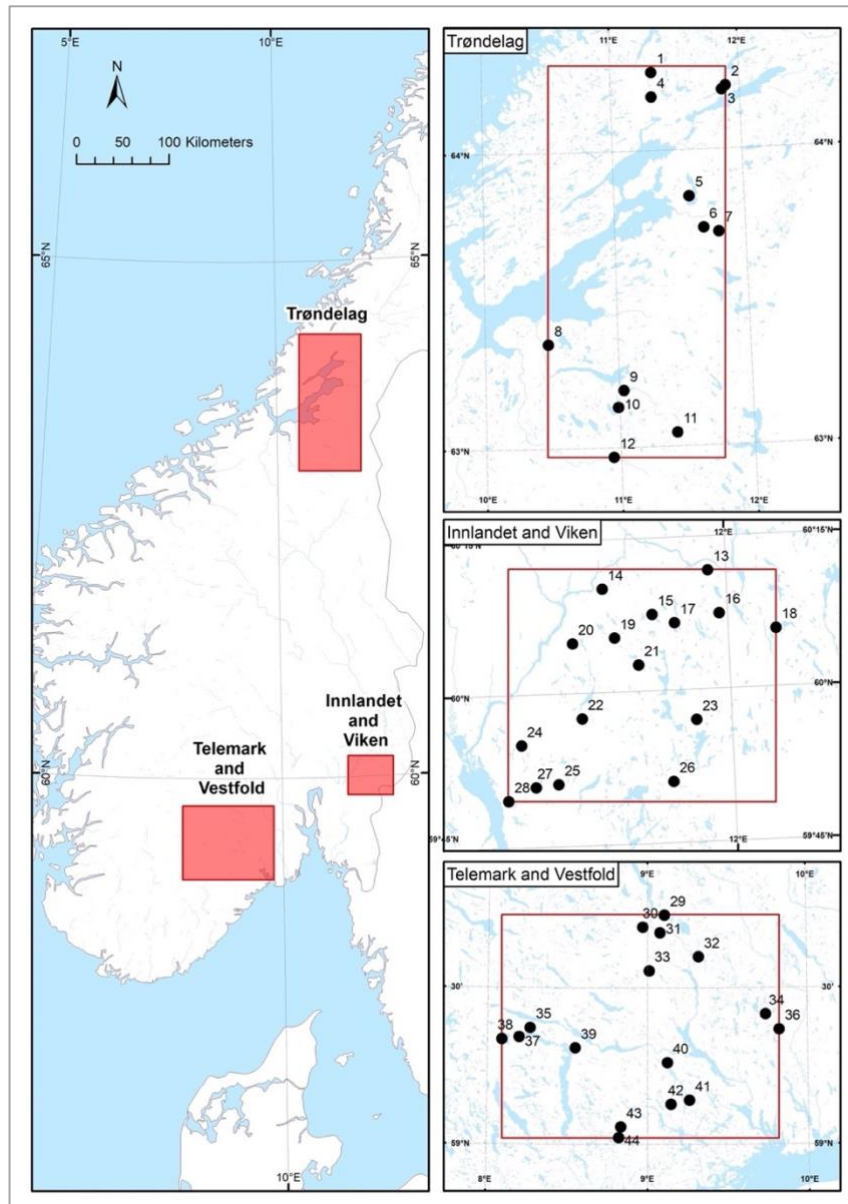 5°E
10°E
N
0 50 100 Kilometers
65°N
65°N
Trøndelag
Innlandet
and
Viken
Telemark
and
Vestfold
60°N
60°N
10°E
Trøndelag
11°E
12°E
1
2
4
3
64°N
64°N
5
6
7
8
9
10
11
12
63°N
63°N
10°E
11°E
12°E
Innlandet and Viken
12°E
60°15'N
60°15'N
13
14
15
16
17
18
19
20
21
60°N
60°N
22
23
24
25
26
27
28
59°45'N
59°45'N
12°E
Telemark and Vestfold
9°E
10°E
29
30
31
32
33
30'
30'
34
35
36
38
37
39
40
42
41
43
44
59°N
59°N
8°E
9°E
10°E